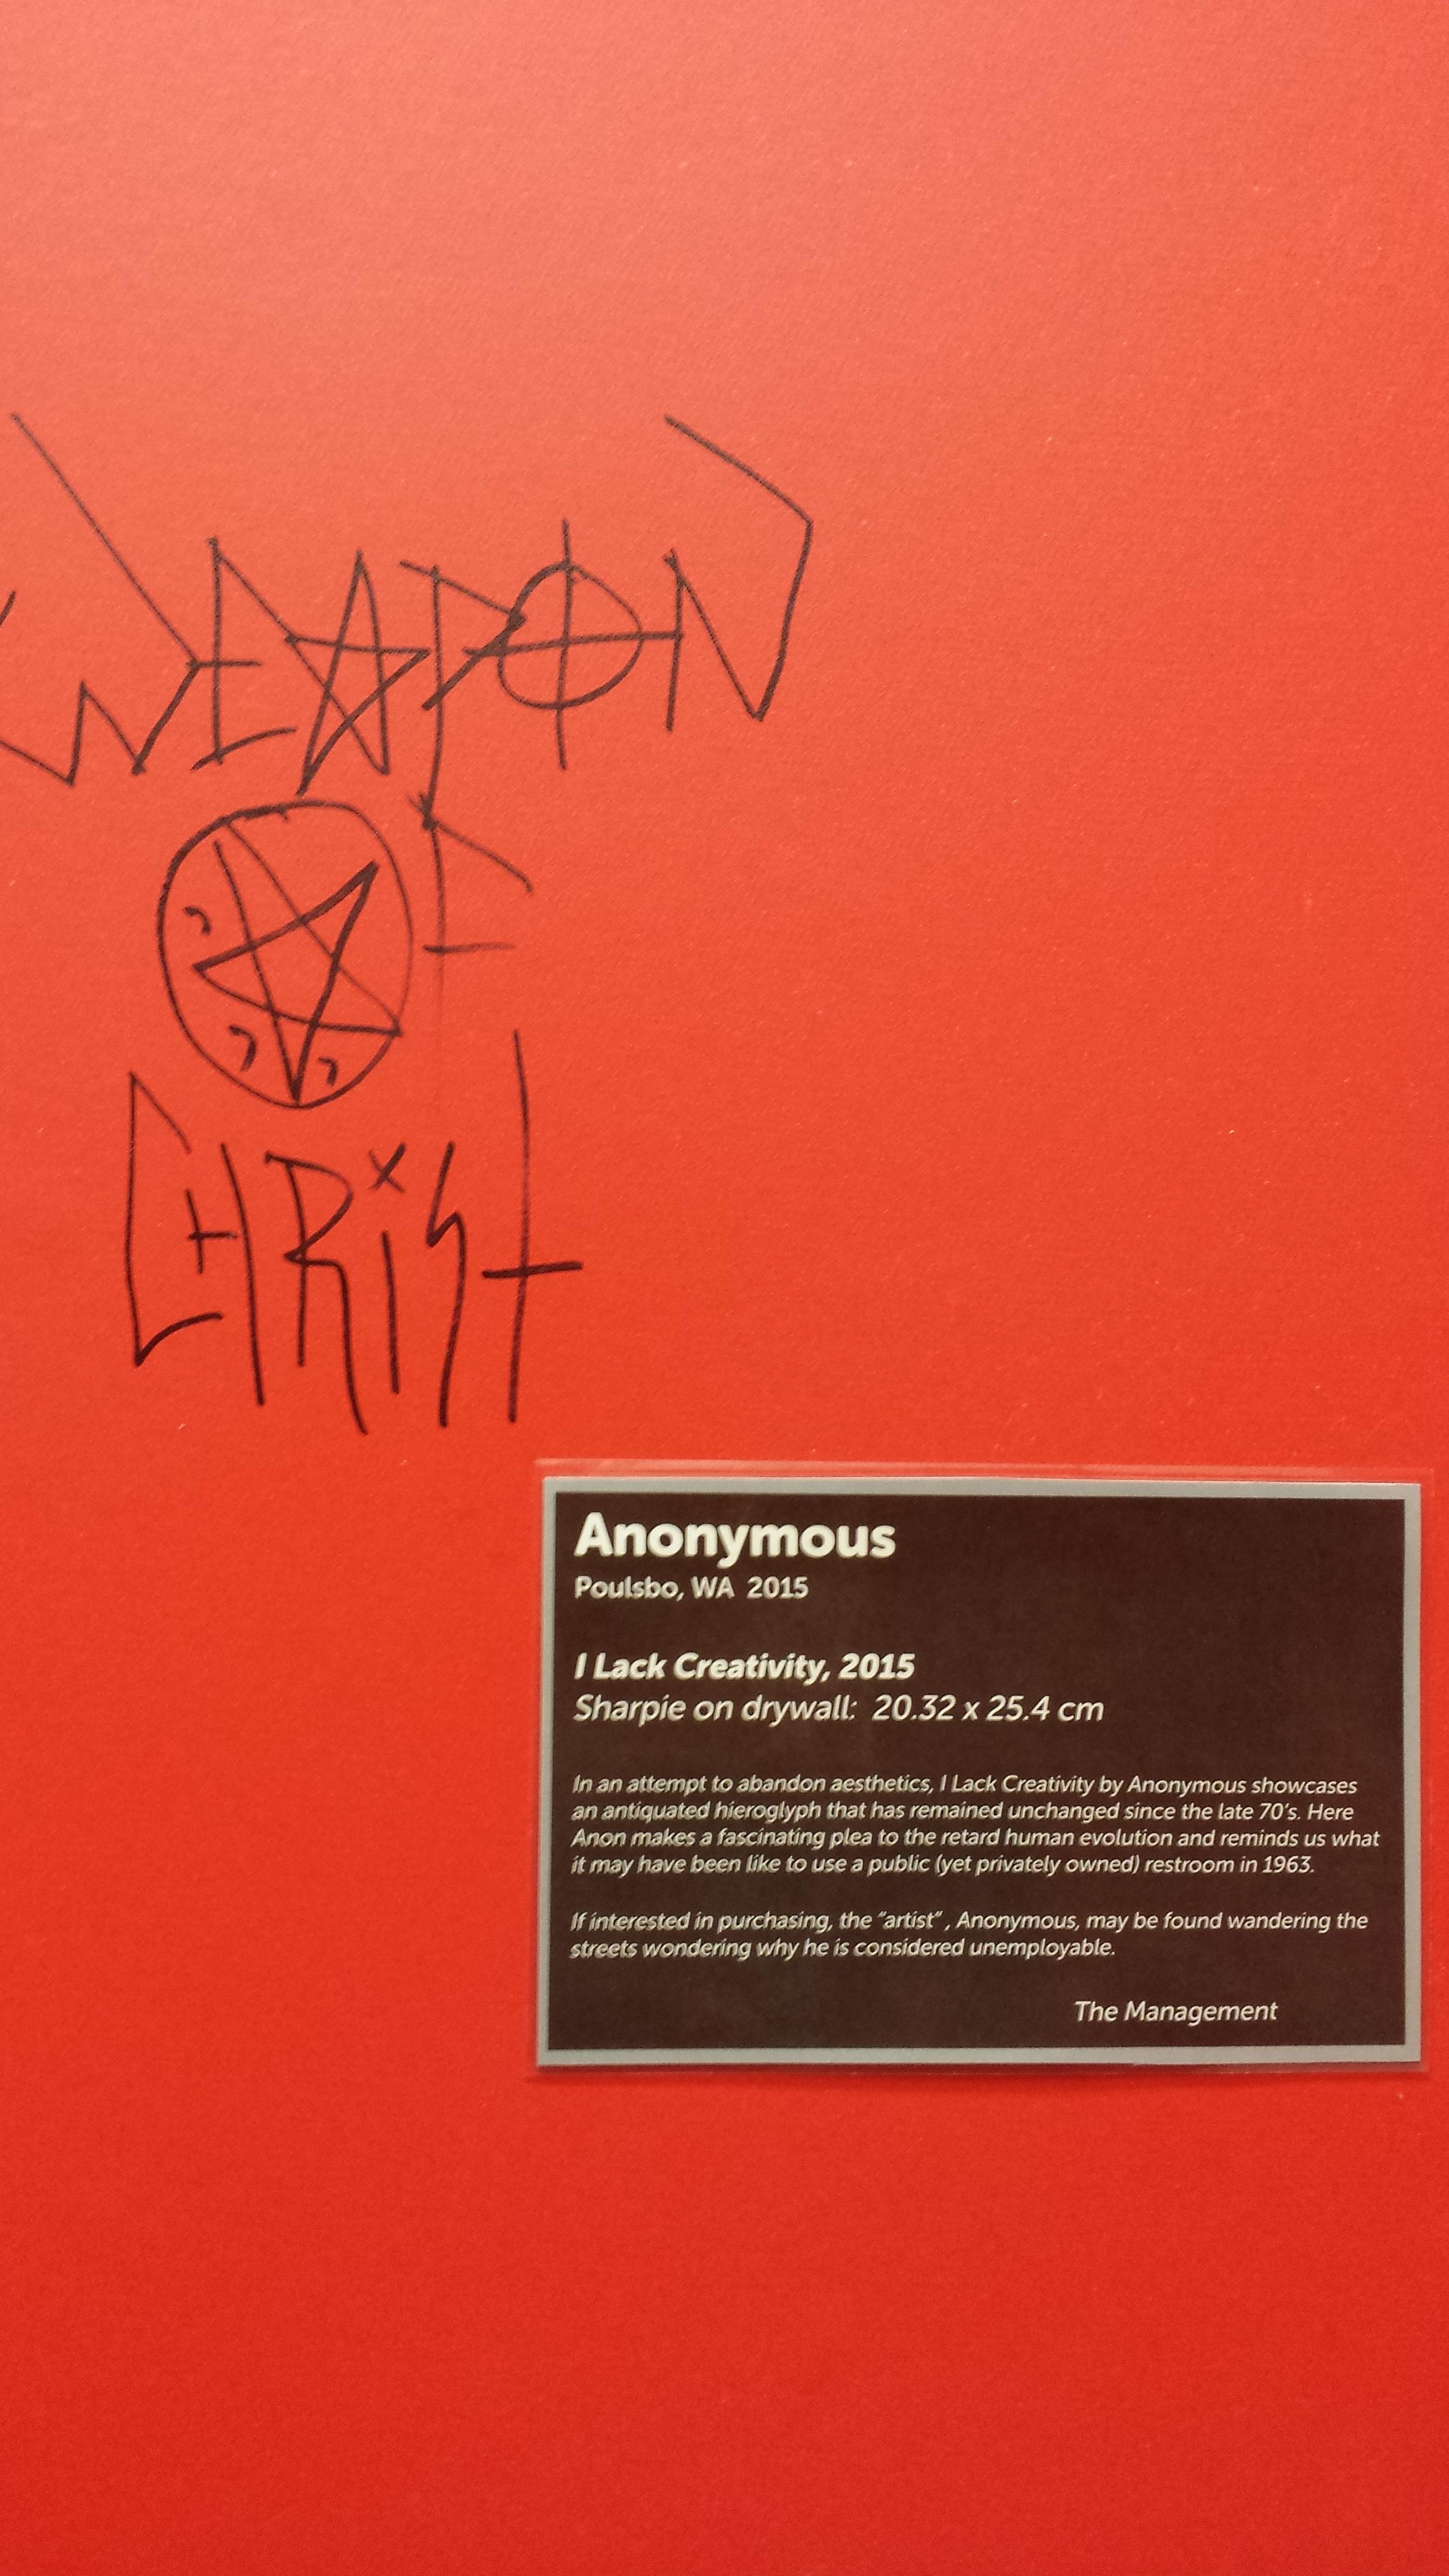 WEAPON
OF
CHRiST
Anonymous
Poulsbo, WA 2015
I Lack Creativity, 2015
Sharpie on drywall: 20.32 x 25.4 cm
In an attempt to abandon aesthetics, I Lack Creativity by Anonymous showcases
an antiquated hieroglyph that has remained unchanged since the late 70's. Here
Anon makes a fascinating plea to the retard human evolution and reminds us what
it may have been like to use a public (yet privately owned) restroom in 1963.
If interested in purchasing, the "artist" , Anonymous, may be found wandering the
streets wondering why he is considered unemployable.
The Management